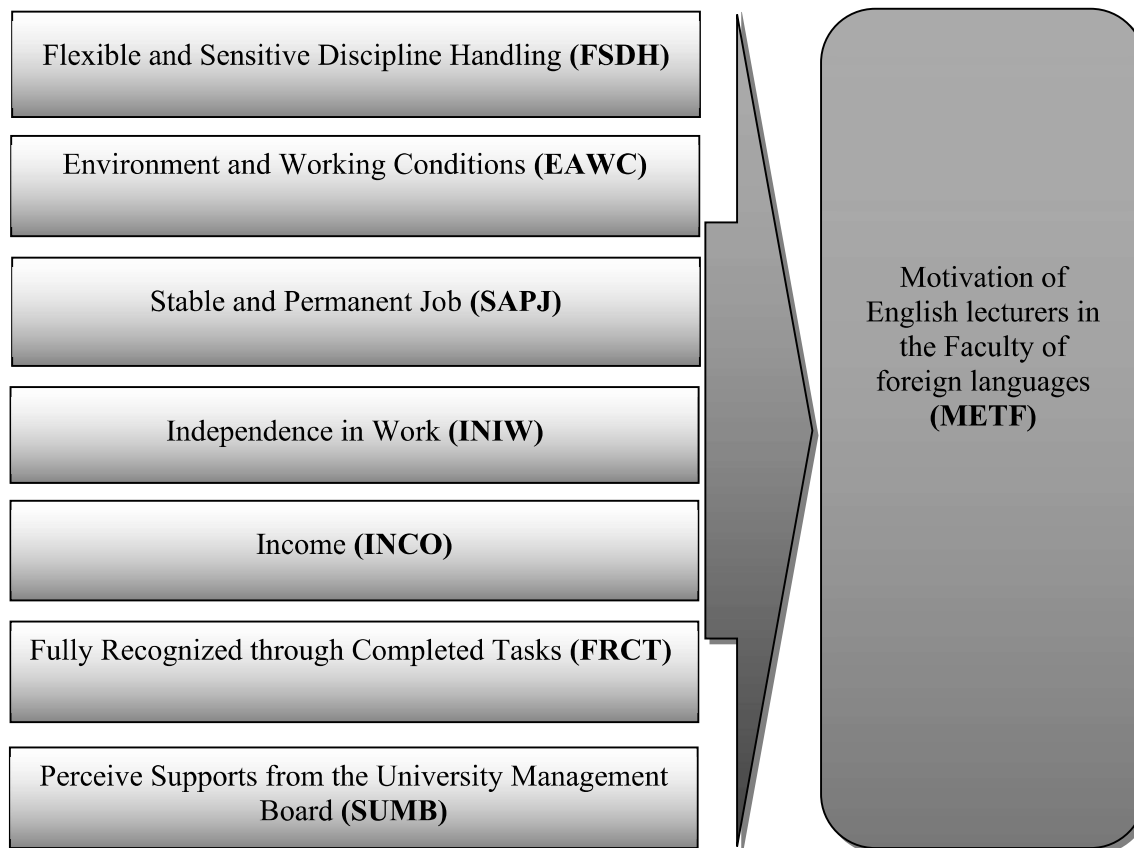 Flexible and Sensitive Discipline Handling (FSDH)
Environment and Working Conditions (EAWC)
Stable and Permanent Job (SAPJ)
Independence in Work (INIW)
Income (INCO)
Fully Recognized through Completed Tasks (FRCT)
Perceive Supports from the University Management
Board (SUMB)
Motivation of
English lecturers in
the Faculty of
foreign languages
(METF)